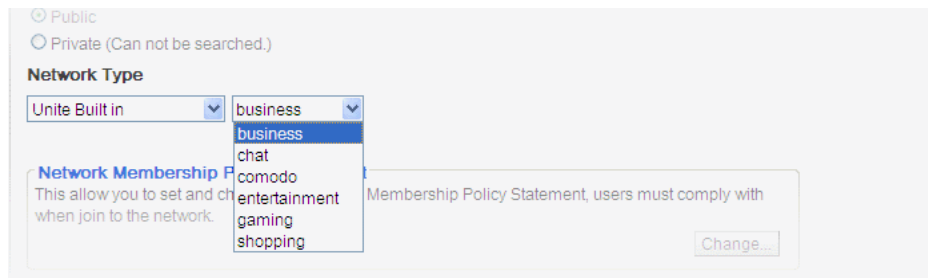 Public
Private (Can not be searched.)
Network Type
Unite Built in business
business
chat
comodo
entertainment
gaming
shopping
Network Membership P t
This allow you to set and ch Membership Policy Statement, users must comply with
when join to the network.
Change...